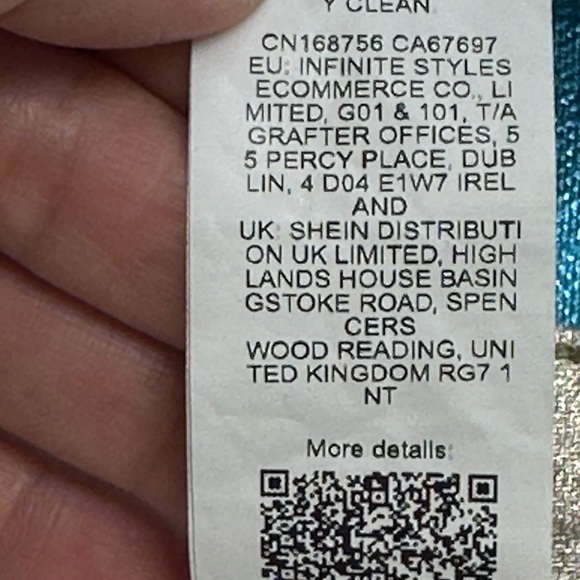 Y CLEAN
CN168756 CA67697
EU: INFINITE STYLES
ECOMMERCE CO., LI
MITED, G01 & 101, T/A
GRAFTER OFFICES, 5
5 PERCY PLACE, DUB
LIN, 4 D04 E1W7 IREL
AND
UK: SHEIN DISTRIBUTI
ON UK LIMITED, HIGH
LANDS HOUSE BASIN
GSTOKE ROAD, SPEN
CERS
WOOD READING, UNI
TED KINGDOM RG7 1
NT
More details: